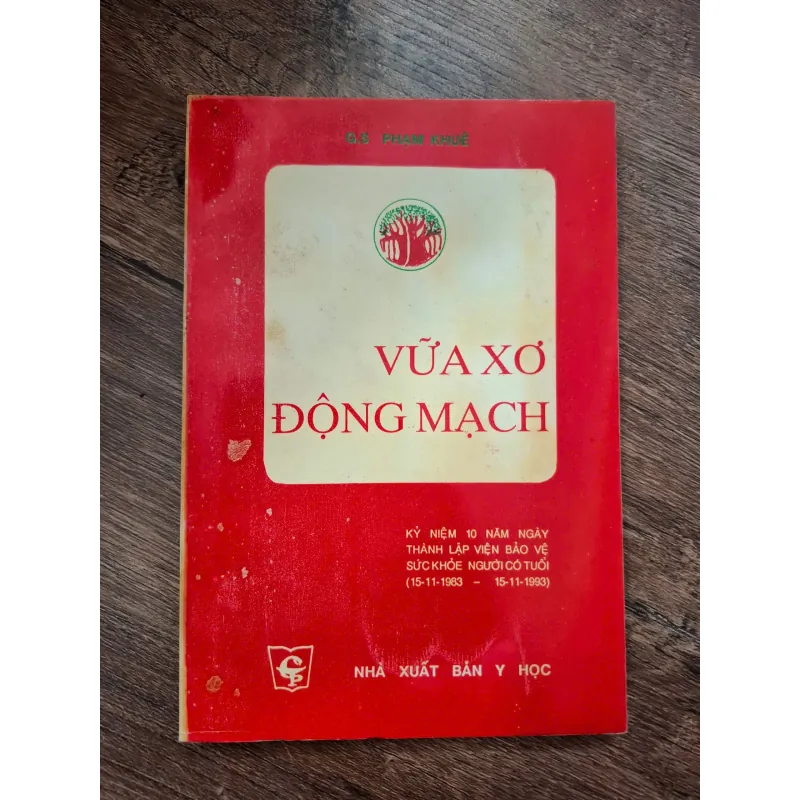 G.S. PHẠM KHUÊ
VỮA XƠ
ĐỘNG MẠCH
KỶ NIỆM 10 NĂM NGÀY
THÀNH LẬP VIỆN BẢO VỆ
SỨC KHỎE NGƯỜI CÓ TUỔI
(15-11-1983 – 15-11-1993)
NHÀ XUẤT BẢN Y HỌC